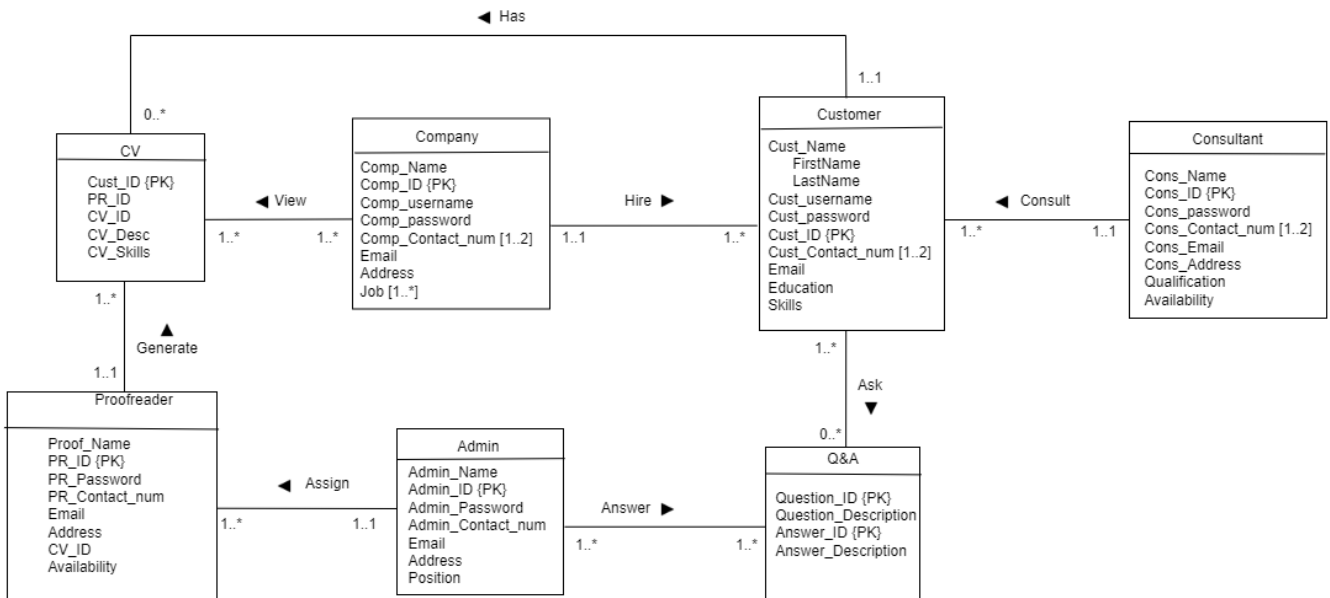 ◄ Has
1..1
0..*
CV
Cust_ID {PK}
PR_ID
CV_ID
CV_Desc
CV_Skills
◄ View
1..*
1..*
Company
Comp_Name
Comp_ID {PK}
Comp_username
Comp_password
Comp_Contact_num [1..2]
Email
Address
Job [1..*]
Hire ►
1..1
1..*
Customer
Cust_Name
FirstName
LastName
Cust_username
Cust_password
Cust_ID {PK}
Cust_Contact_num [1..2]
Email
Education
Skills
◄ Consult
1..*
1..1
Consultant
Cons_Name
Cons_ID {PK}
Cons_password
Cons_Contact_num [1..2]
Cons_Email
Cons_Address
Qualification
Availability
1..*
▲
Generate
1..1
1..*
Ask
▼
0..*
Proofreader
Proof_Name
PR_ID {PK}
PR_Password
PR_Contact_num
Email
Address
CV_ID
Availability
◄ Assign
1..*
1..1
Admin
Admin_Name
Admin_ID {PK}
Admin_Password
Admin_Contact_num
Email
Address
Position
Answer ►
1..*
1..*
Q&A
Question_ID {PK}
Question_Description
Answer_ID {PK}
Answer_Description